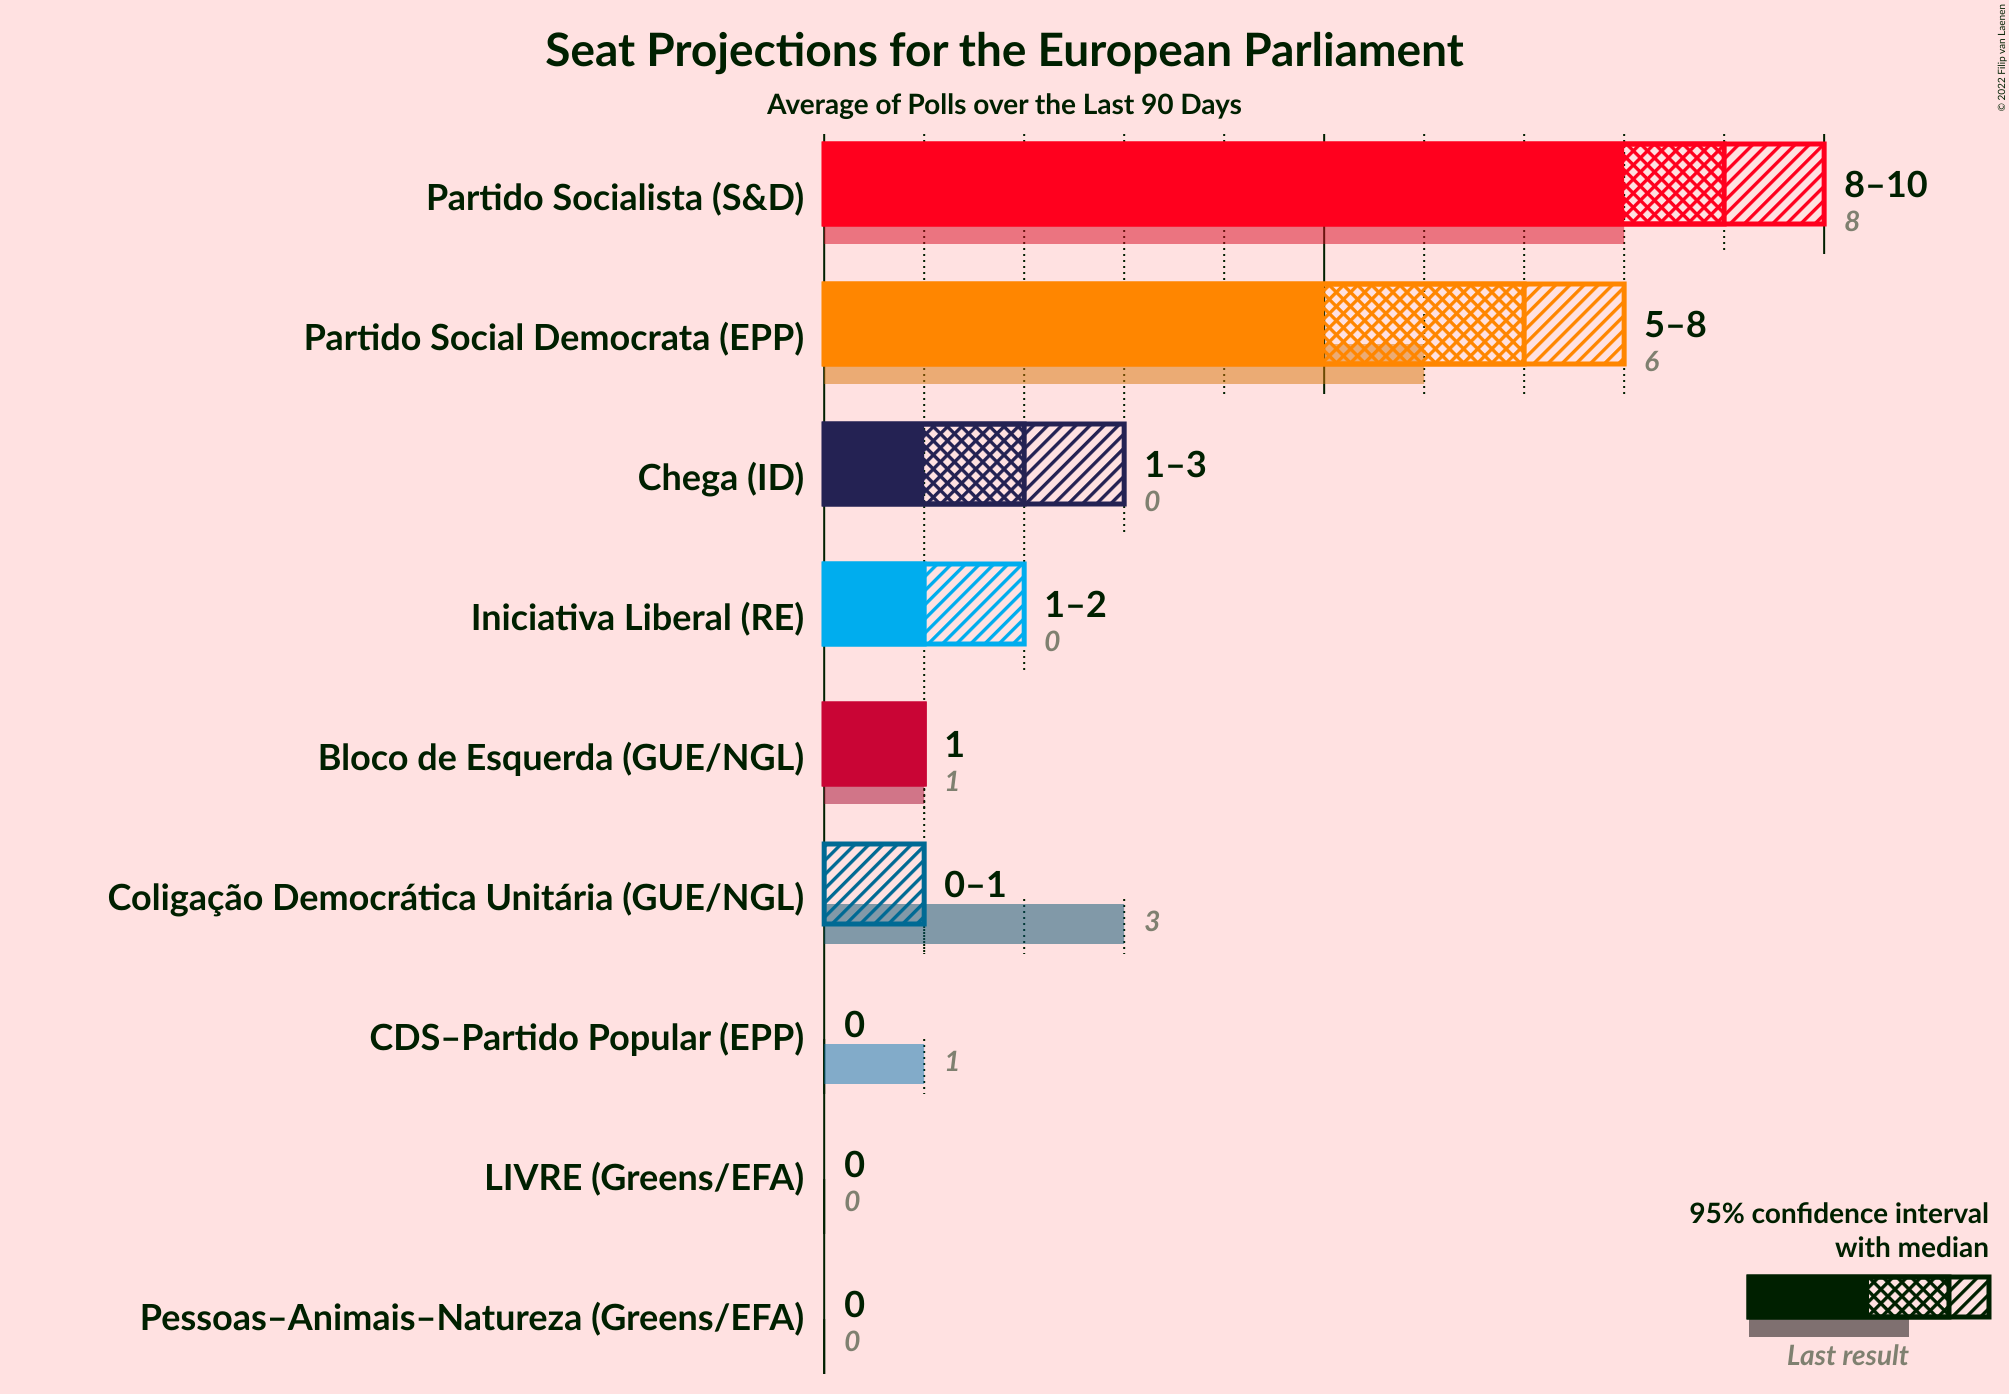 Seat Projections for the European Parliament
Average of Polls over the Last 90 Days
© 2022 Filip van Laenen
Partido Socialista (S&D)
8–10
8
Partido Social Democrata (EPP)
5–8
6
Chega (ID)
1–3
0
Iniciativa Liberal (RE)
1–2
0
Bloco de Esquerda (GUE/NGL)
1
1
Coligação Democrática Unitária (GUE/NGL)
0–1
3
CDS–Partido Popular (EPP)
0
1
LIVRE (Greens/EFA)
0
0
Pessoas–Animais–Natureza (Greens/EFA)
0
0
95% confidence interval
with median
Last result